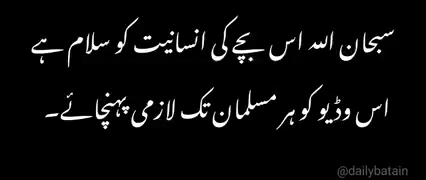 سبحان اللہ اس بچے کی انسانیت کو سلام ہے
اس وڈیو کو ہر مسلمان تک لازمی پہنچائے۔
@dailybatain